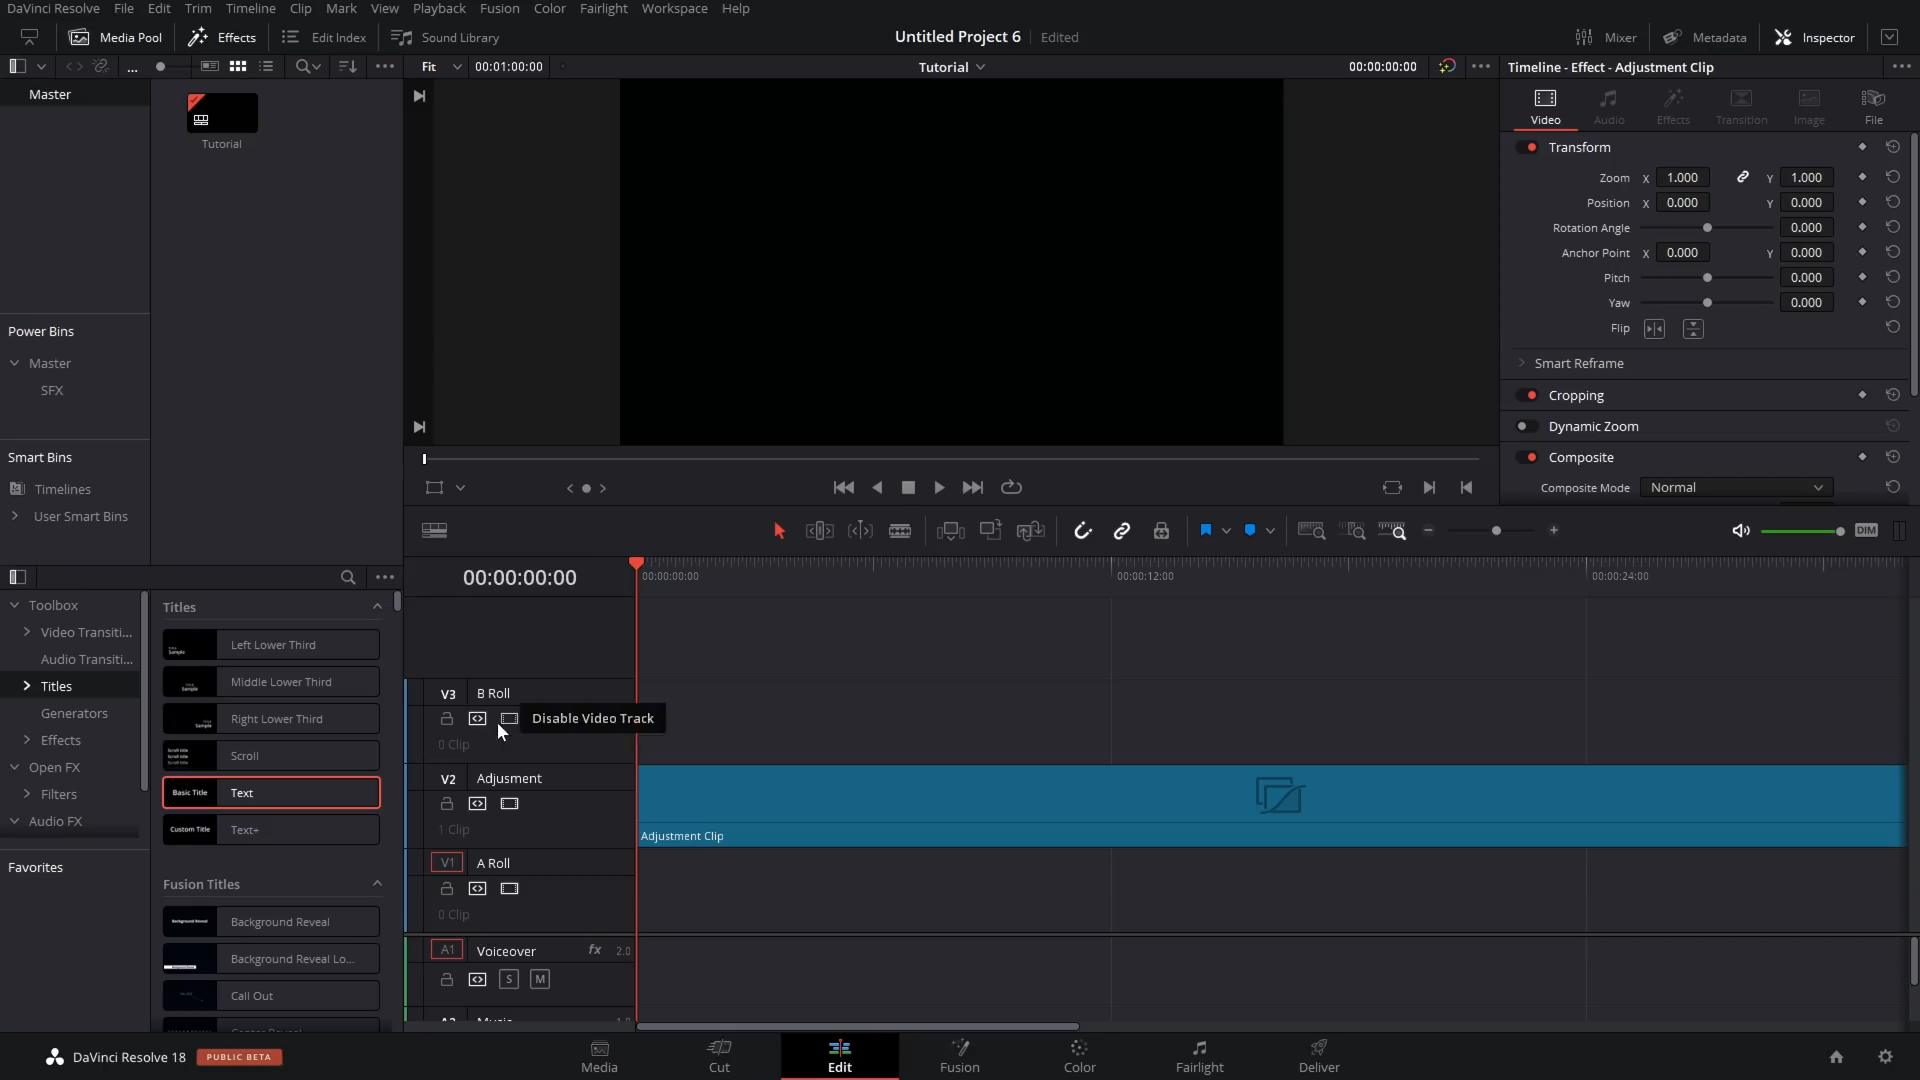 DaVinci Resolve File Edit Trim Timeline Clip Mark View Playback Fusion Color Fairlight Workspace Help
Media Pool Effects Edit Index Sound Library Untitled Project 6 Edited Mixer Metadata Inspector
... Fit 00:01:00:00 Tutorial 00:00:00:00 Timeline - Effect - Adjustment Clip
Master
Tutorial
Power Bins
Master
SFX
Smart Bins
Timelines
User Smart Bins
Video Audio Effects Transition Image File
Transform
Zoom X 1.000 Y 1.000
Position X 0.000 Y 0.000
Rotation Angle 0.000
Anchor Point X 0.000 Y 0.000
Pitch 0.000
Yaw 0.000
Flip
Smart Reframe
Cropping
Dynamic Zoom
Composite
Composite Mode Normal
DIM
Toolbox
Video Transiti...
Audio Transiti...
Titles
Generators
Effects
Open FX
Filters
Audio FX
Favorites
Titles
Left Lower Third
Middle Lower Third
Right Lower Third
Scroll
Basic Title Text
Custom Title Text+
Fusion Titles
Background Reveal Background Reveal
Background Reveal Lo...
Call Out
00:00:00:00 00:00:00:00 00:00:12:00 00:00:24:00
V3 B Roll
Disable Video Track
0 Clip
V2 Adjusment
1 Clip
Adjustment Clip
V1 A Roll
0 Clip
A1 Voiceover fx 2.0
S M
DaVinci Resolve 18 PUBLIC BETA Media Cut Edit Fusion Color Fairlight Deliver